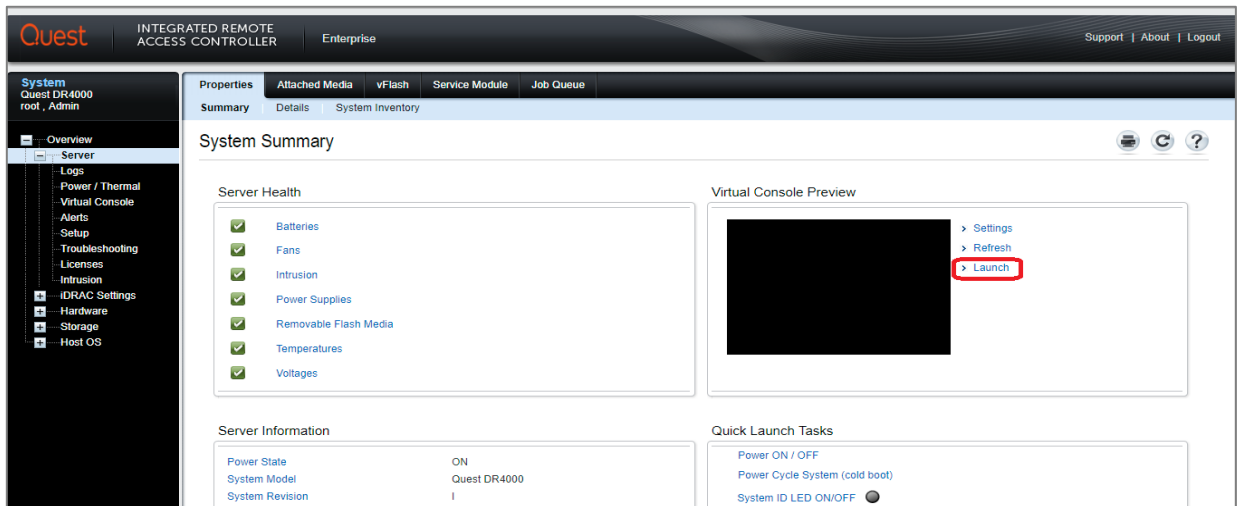 Quest
INTEGRATED REMOTE
ACCESS CONTROLLER
Enterprise
Support | About | Logout
System
Quest DR4000
root , Admin
Properties
Attached Media
vFlash
Service Module
Job Queue
Summary
Details
System Inventory
Overview
Server
Logs
Power / Thermal
Virtual Console
Alerts
Setup
Troubleshooting
Licenses
Intrusion
iDRAC Settings
Hardware
Storage
Host OS
System Summary
Server Health
Batteries
Fans
Intrusion
Power Supplies
Removable Flash Media
Temperatures
Voltages
Virtual Console Preview
Settings
Refresh
Launch
Server Information
Power State ON
System Model Quest DR4000
System Revision I
Quick Launch Tasks
Power ON / OFF
Power Cycle System (cold boot)
System ID LED ON/OFF